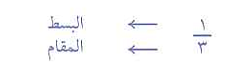 ١ ← البسط
٣ ← المقام